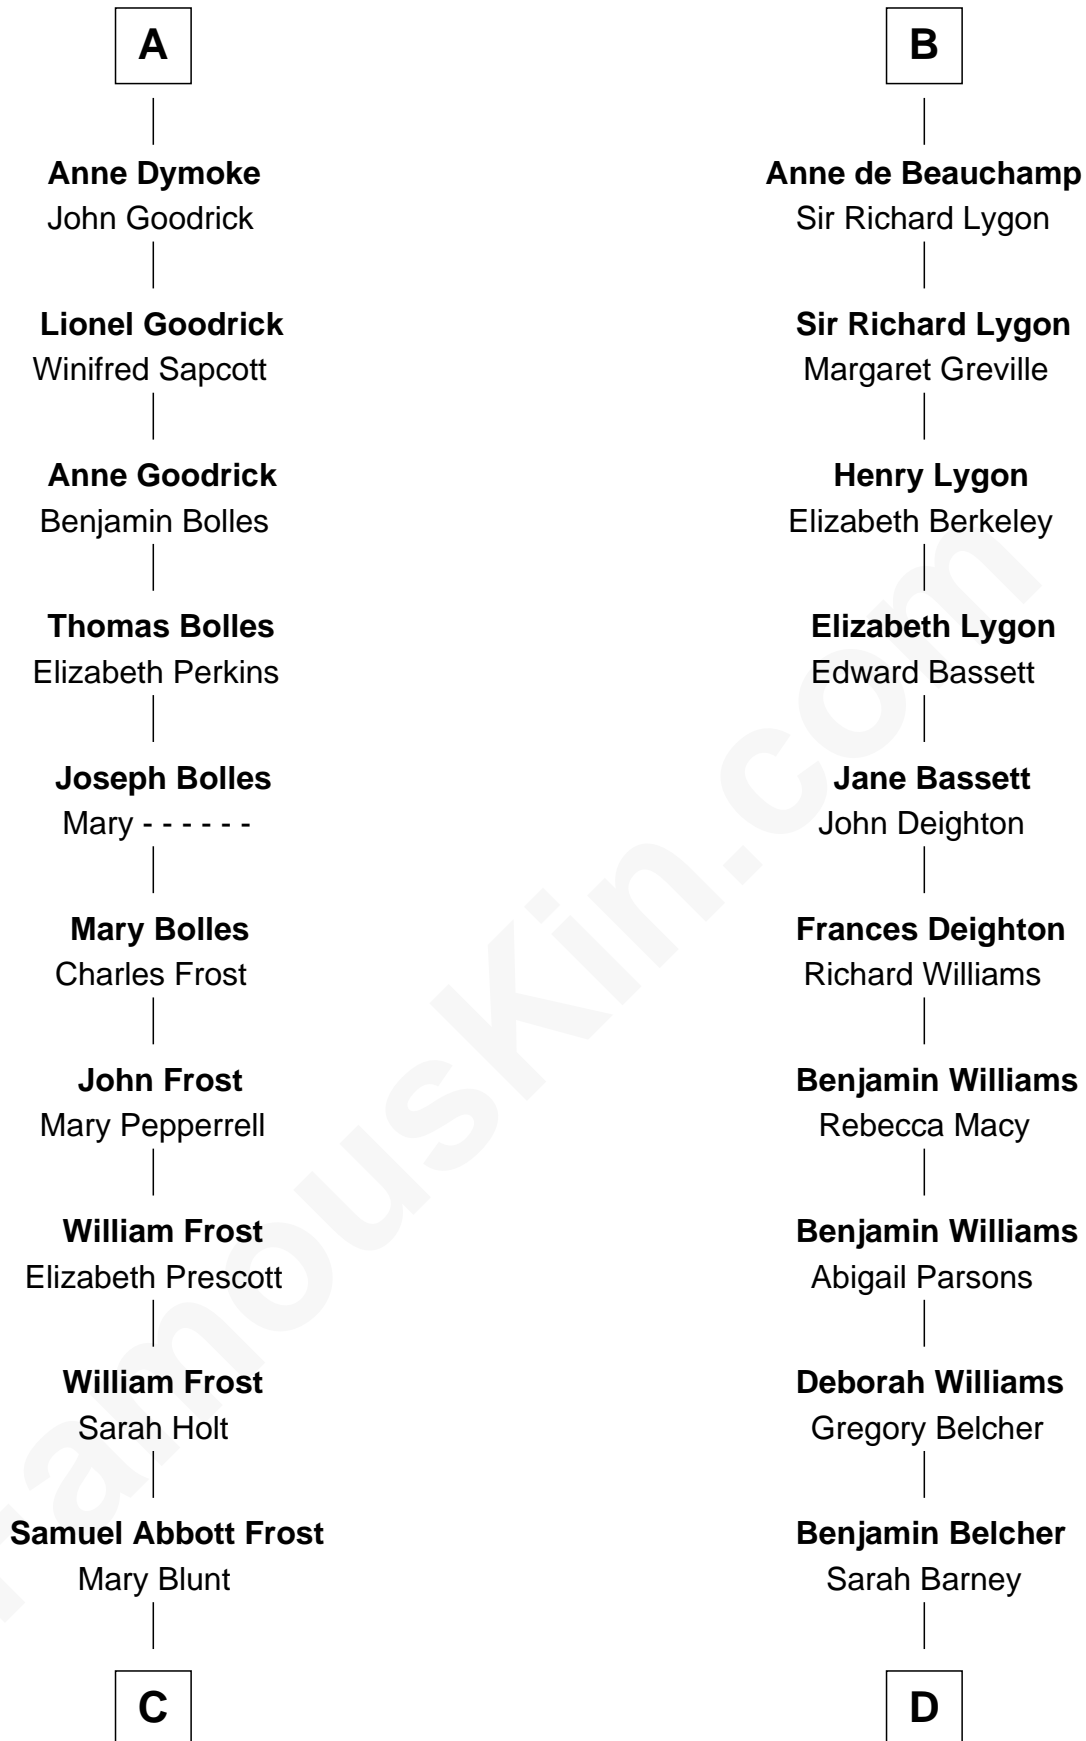 A
Anne Dymoke
John Goodrick
Lionel Goodrick
Winifred Sapcott
Anne Goodrick
Benjamin Bolles
Thomas Bolles
Elizabeth Perkins
Joseph Bolles
Mary - - - - - -
Mary Bolles
Charles Frost
John Frost
Mary Pepperrell
William Frost
Elizabeth Prescott
William Frost
Sarah Holt
Samuel Abbott Frost
Mary Blunt
C
B
Anne de Beauchamp
Sir Richard Lygon
Sir Richard Lygon
Margaret Greville
Henry Lygon
Elizabeth Berkeley
Elizabeth Lygon
Edward Bassett
Jane Bassett
John Deighton
Frances Deighton
Richard Williams
Benjamin Williams
Rebecca Macy
Benjamin Williams
Abigail Parsons
Deborah Williams
Gregory Belcher
Benjamin Belcher
Sarah Barney
D
FamousKin.com